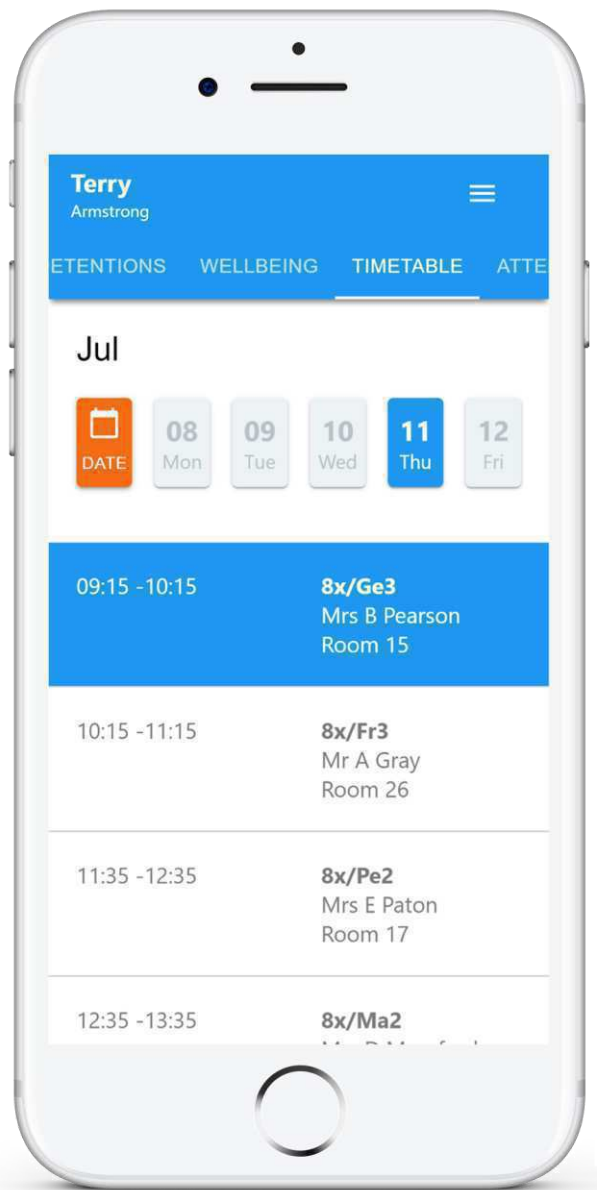 Terry
Armstrong
ETENTIONS WELLBEING TIMETABLE ATTE
Jul
DATE 08 Mon 09 Tue 10 Wed 11 Thu 12 Fri
09:15 -10:15 8x/Ge3
Mrs B Pearson
Room 15
10:15 -11:15 8x/Fr3
Mr A Gray
Room 26
11:35 -12:35 8x/Pe2
Mrs E Paton
Room 17
12:35 -13:35 8x/Ma2